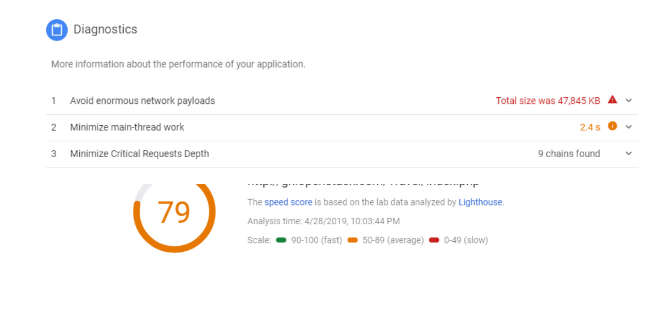 Diagnostics
More information about the performance of your application.
1 Avoid enormous network payloads Total size was 47,845 KB
2 Minimize main-thread work 2.4 s
3 Minimize Critical Requests Depth 9 chains found
79
The speed score is based on the lab data analyzed by Lighthouse.
Analysis time: 4/28/2019, 10:03:44 PM
Scale: 90-100 (fast) 50-89 (average) 0-49 (slow)